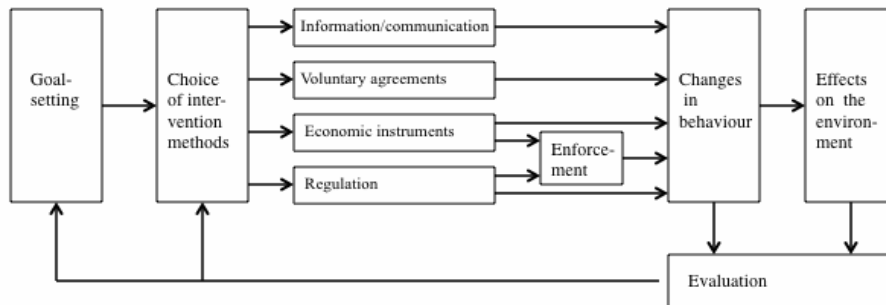 Goal-
setting
Choice
of inter-
vention
methods
Information/communication
Voluntary agreements
Economic instruments
Regulation
Enforce-
ment
Changes
in
behaviour
Effects
on the
environ-
ment
Evaluation